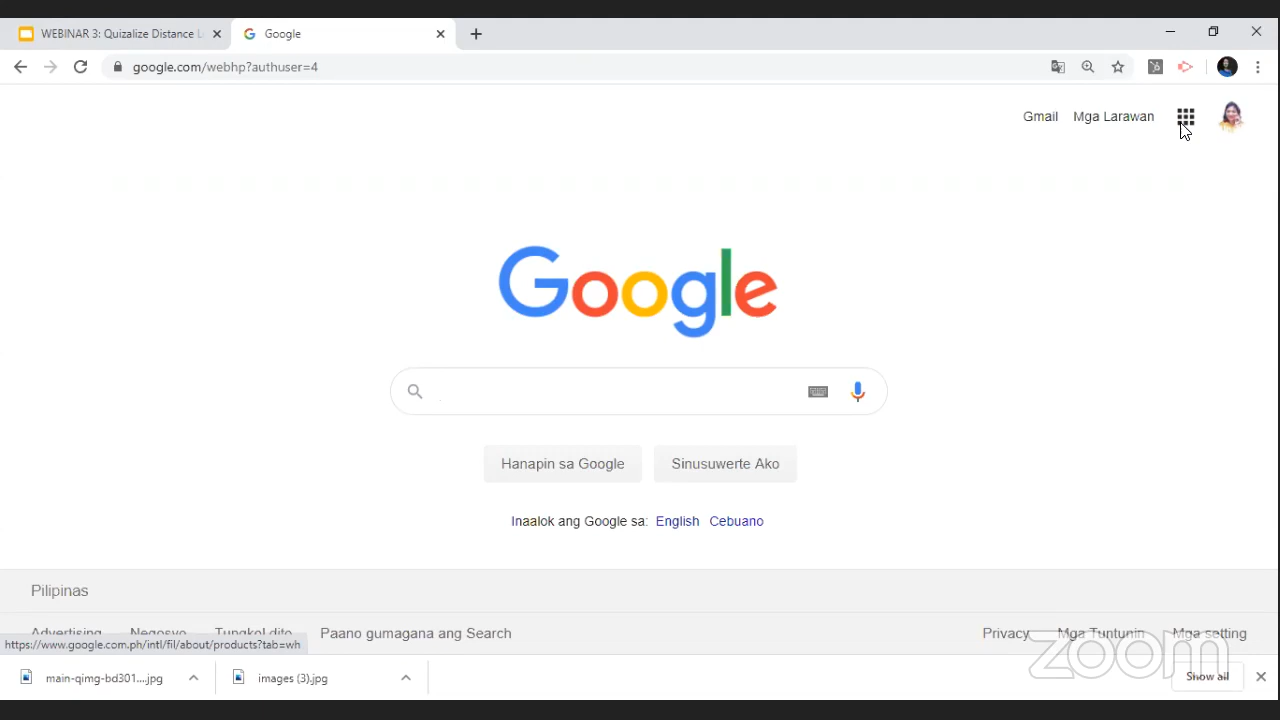 WEBINAR 3: Quizalize Distance L
Google
google.com/webhp?authuser=4
Gmail Mga Larawan
Google
Hanapin sa Google Sinusuwerte Ako
Inaalok ang Google sa: English Cebuano
Pilipinas
Advertising Negosyo Tungkol dito Paano gumagana ang Search Privacy Mga Tuntunin Mga setting
https://www.google.com.ph/intl/fil/about/products?tab=wh
zoom
main-qimg-bd301....jpg images (3).jpg Show all